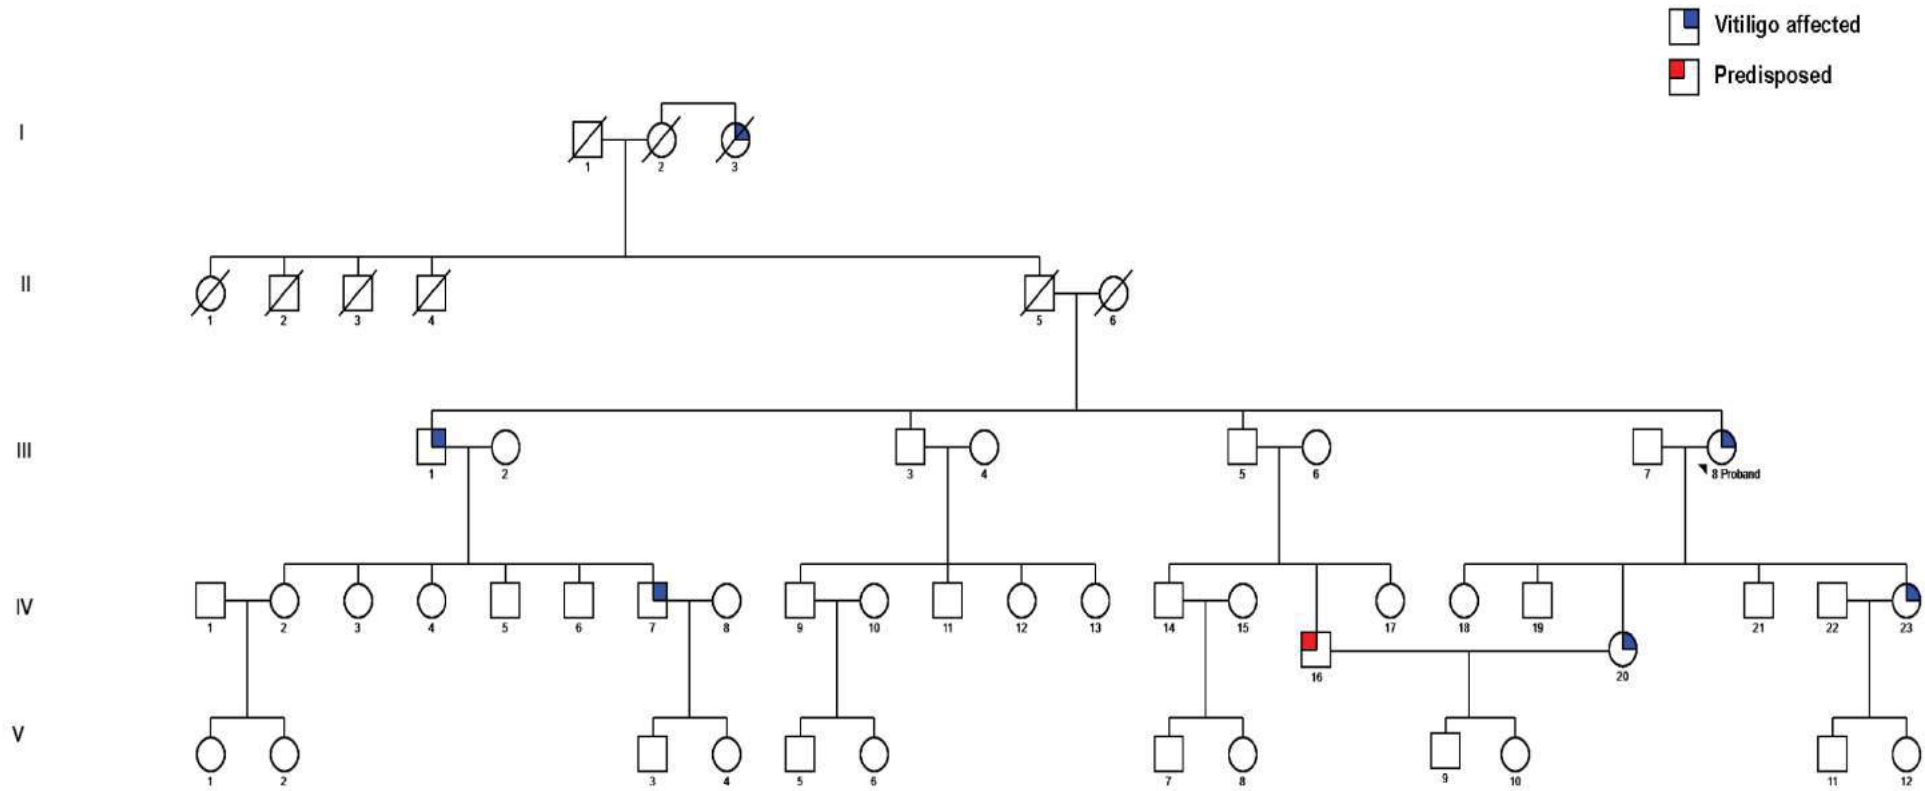 Vitiligo affected
Predisposed
I
1 2 3
II
1 2 3 4 5 6
III
1 2 3 4 5 6 7 8 Proband
IV
1 2 3 4 5 6 7 8 9 10 11 12 13 14 15 17 18 19 21 22 23
16 20
V
1 2 3 4 5 6 7 8 9 10 11 12